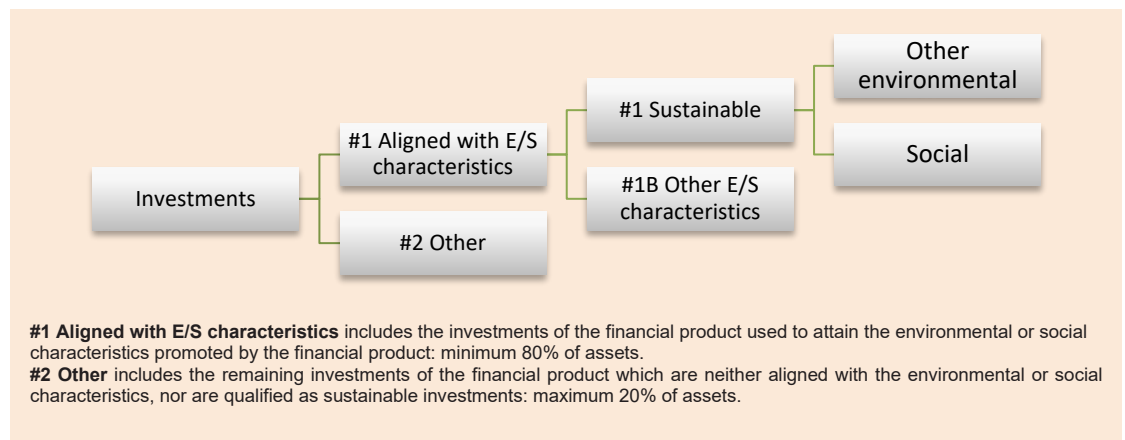 Investments
#1 Aligned with E/S
characteristics
#2 Other
#1 Sustainable
#1B Other E/S
characteristics
Other
environmental
Social
#1 Aligned with E/S characteristics includes the investments of the financial product used to attain the environmental or social
characteristics promoted by the financial product: minimum 80% of assets.
#2 Other includes the remaining investments of the financial product which are neither aligned with the environmental or social
characteristics, nor are qualified as sustainable investments: maximum 20% of assets.